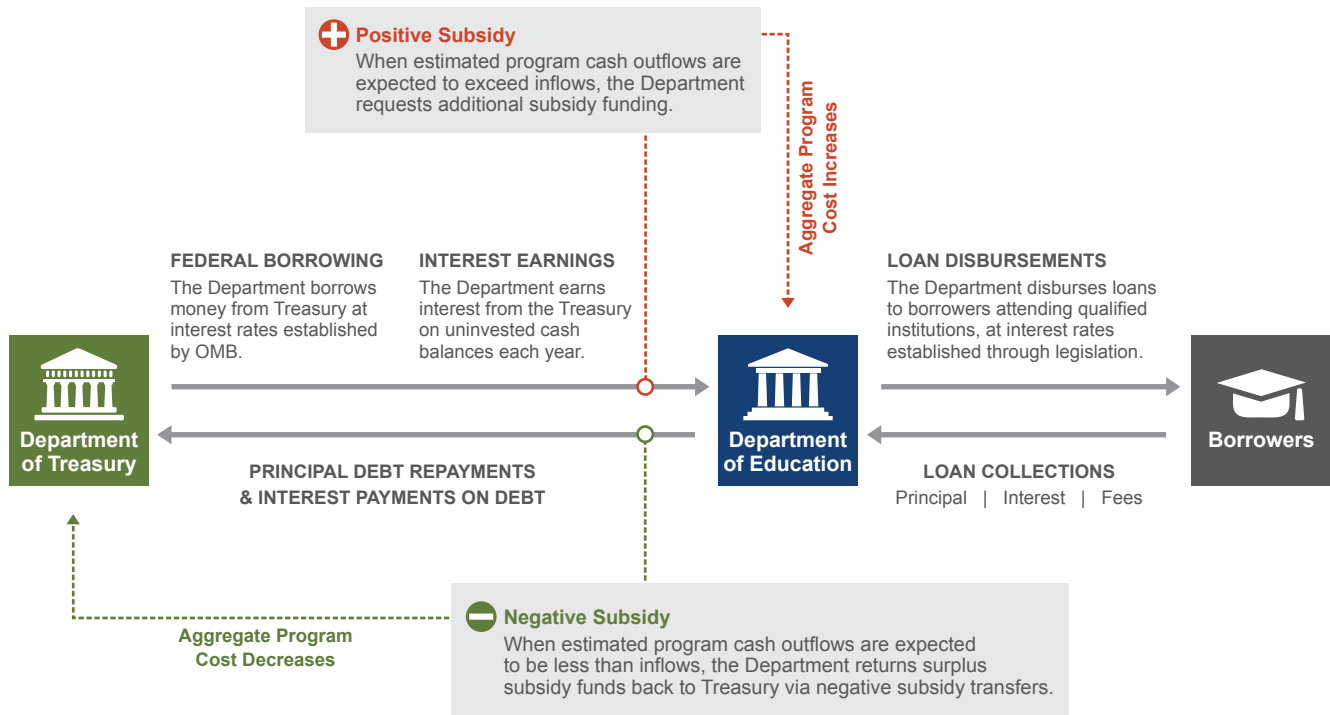 Positive Subsidy
When estimated program cash outflows are
expected to exceed inflows, the Department
requests additional subsidy funding.
Aggregate Program
Cost Increases
FEDERAL BORROWING
The Department borrows
money from Treasury at
interest rates established
by OMB.
INTEREST EARNINGS
The Department earns
interest from the Treasury
on uninvested cash
balances each year.
LOAN DISBURSEMENTS
The Department disburses loans
to borrowers attending qualified
institutions, at interest rates
established through legislation.
Department
of Treasury
Department
of Education
Borrowers
PRINCIPAL DEBT REPAYMENTS
& INTEREST PAYMENTS ON DEBT
LOAN COLLECTIONS
Principal | Interest | Fees
Aggregate Program
Cost Decreases
Negative Subsidy
When estimated program cash outflows are expected
to be less than inflows, the Department returns surplus
subsidy funds back to Treasury via negative subsidy transfers.